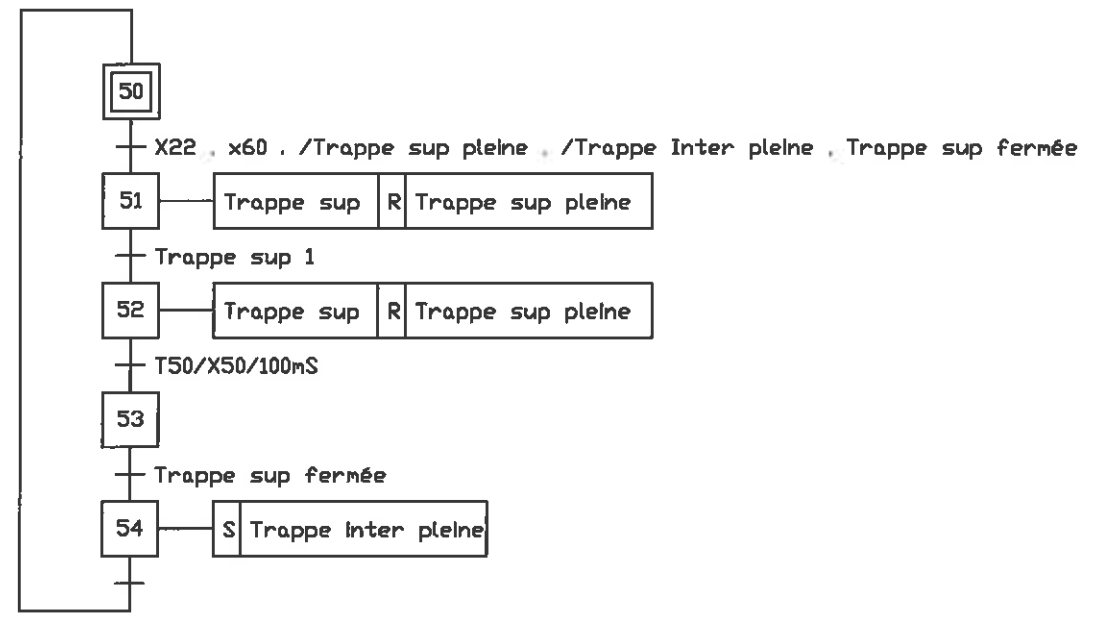 50
X22 . x60 . /Trappe sup pleine . /Trappe Inter pleine . Trappe sup fermée
51 Trappe sup R Trappe sup pleine
Trappe sup 1
52 Trappe sup R Trappe sup pleine
T50/X50/100mS
53
Trappe sup fermée
54 S Trappe inter pleine